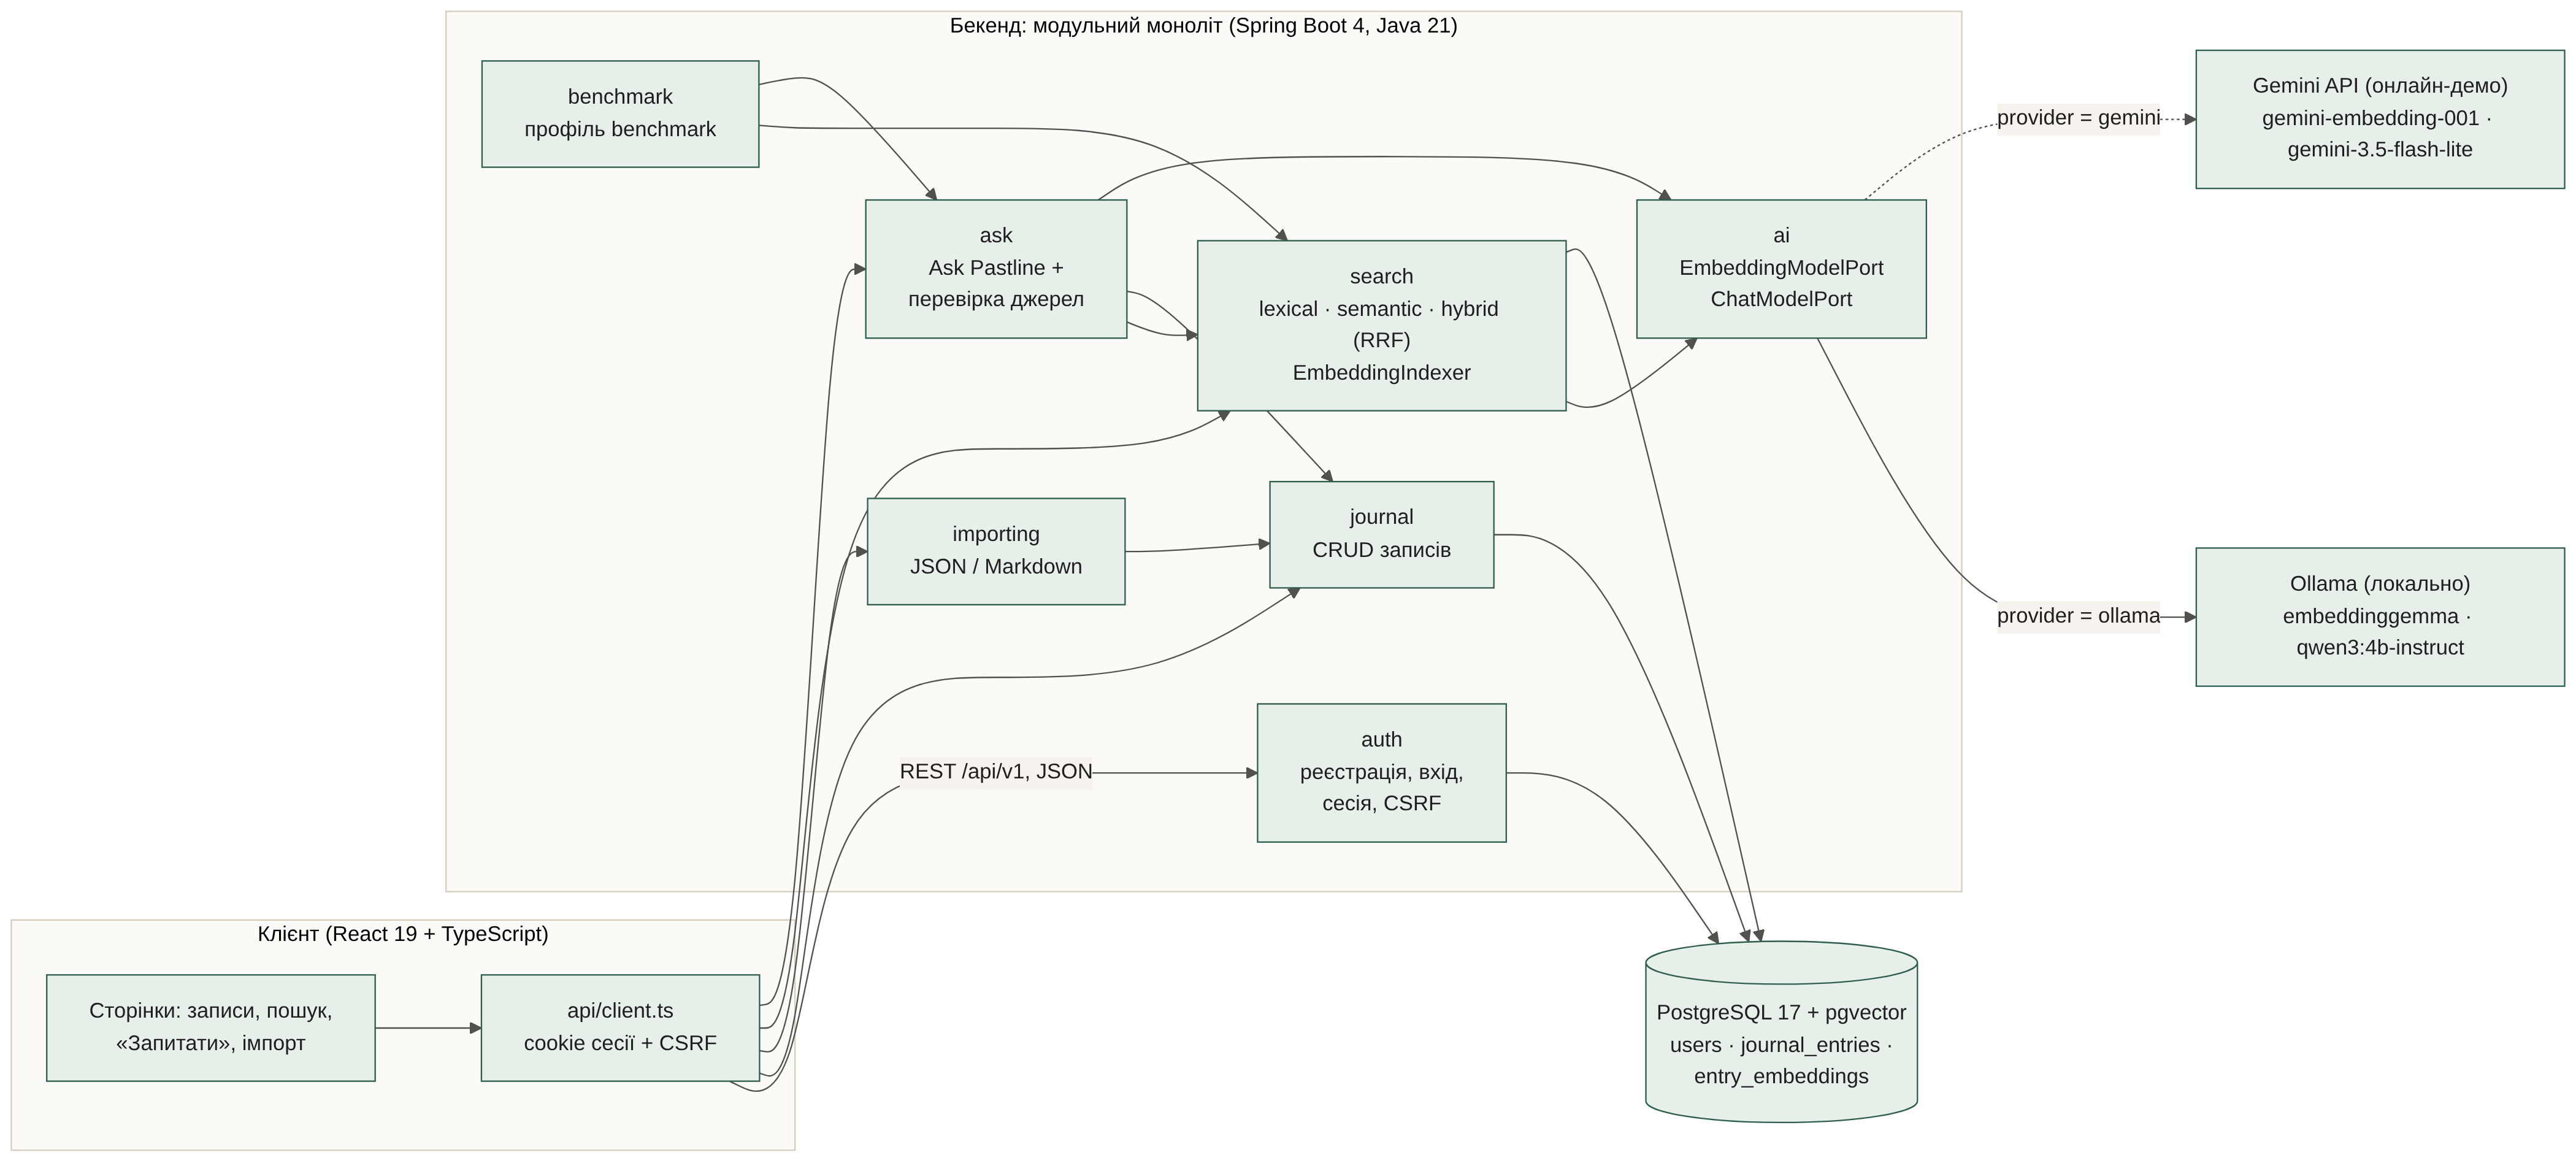 Бекенд: модульний моноліт (Spring Boot 4, Java 21)
benchmark
профіль benchmark
ask
Ask Pastline +
перевірка джерел
search
lexical · semantic · hybrid
(RRF)
EmbeddingIndexer
ai
EmbeddingModelPort
ChatModelPort
provider = gemini
Gemini API (онлайн-демо)
gemini-embedding-001 ·
gemini-3.5-flash-lite
importing
JSON / Markdown
journal
CRUD записів
provider = ollama
Ollama (локально)
embeddinggemma ·
qwen3:4b-instruct
REST /api/v1, JSON
auth
реєстрація, вхід,
сесія, CSRF
Клієнт (React 19 + TypeScript)
Сторінки: записи, пошук,
«Запитати», імпорт
api/client.ts
cookie сесії + CSRF
PostgreSQL 17 + pgvector
users · journal_entries ·
entry_embeddings